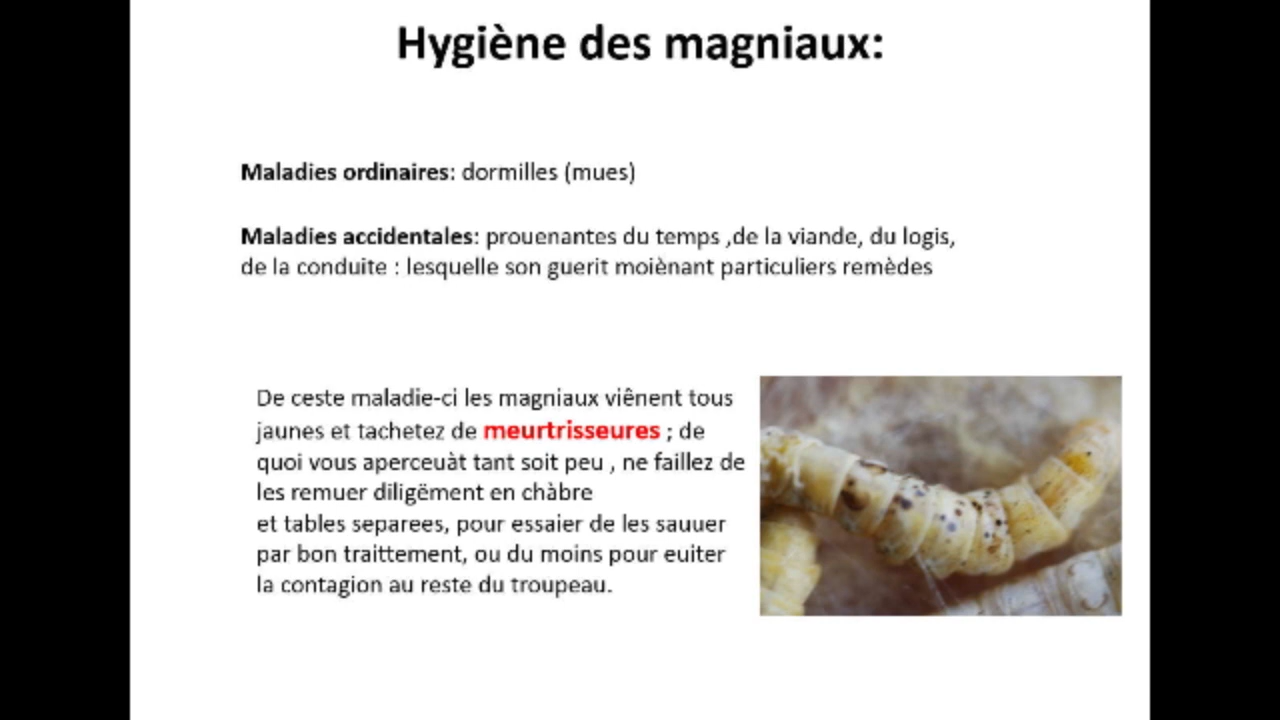 Hygiène des magniaux:
Maladies ordinaires: dormilles (mues)
Maladies accidentales: prouenantes du temps ,de la viande, du logis,
de la conduite : lesquelle son guerit moiènant particuliers remèdes
De ceste maladie-ci les magniaux viênent tous
jaunes et tachetez de meurtrisseures ; de
quoi vous aperceuàt tant soit peu , ne faillez de
les remuer diligëment en chàbre
et tables separees, pour essaier de les sauuer
par bon traittement, ou du moins pour euiter
la contagion au reste du troupeau.